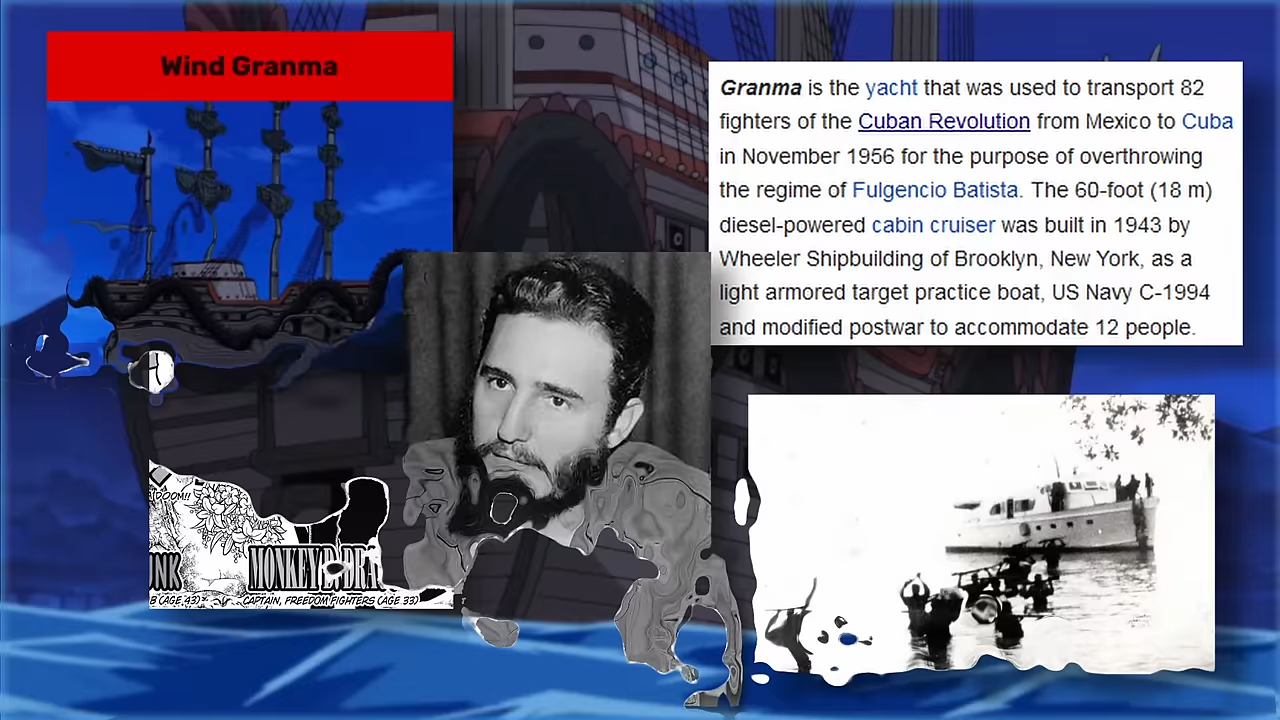 Wind Granma
Granma is the yacht that was used to transport 82
fighters of the Cuban Revolution from Mexico to Cuba
in November 1956 for the purpose of overthrowing
the regime of Fulgencio Batista. The 60-foot (18 m)
diesel-powered cabin cruiser was built in 1943 by
Wheeler Shipbuilding of Brooklyn, New York, as a
light armored target practice boat, US Navy C-1994
and modified postwar to accommodate 12 people.
DOOM!!
UNK MONKEY D. DRA
(AGE 43) CAPTAIN, FREEDOM FIGHTERS (AGE 33)